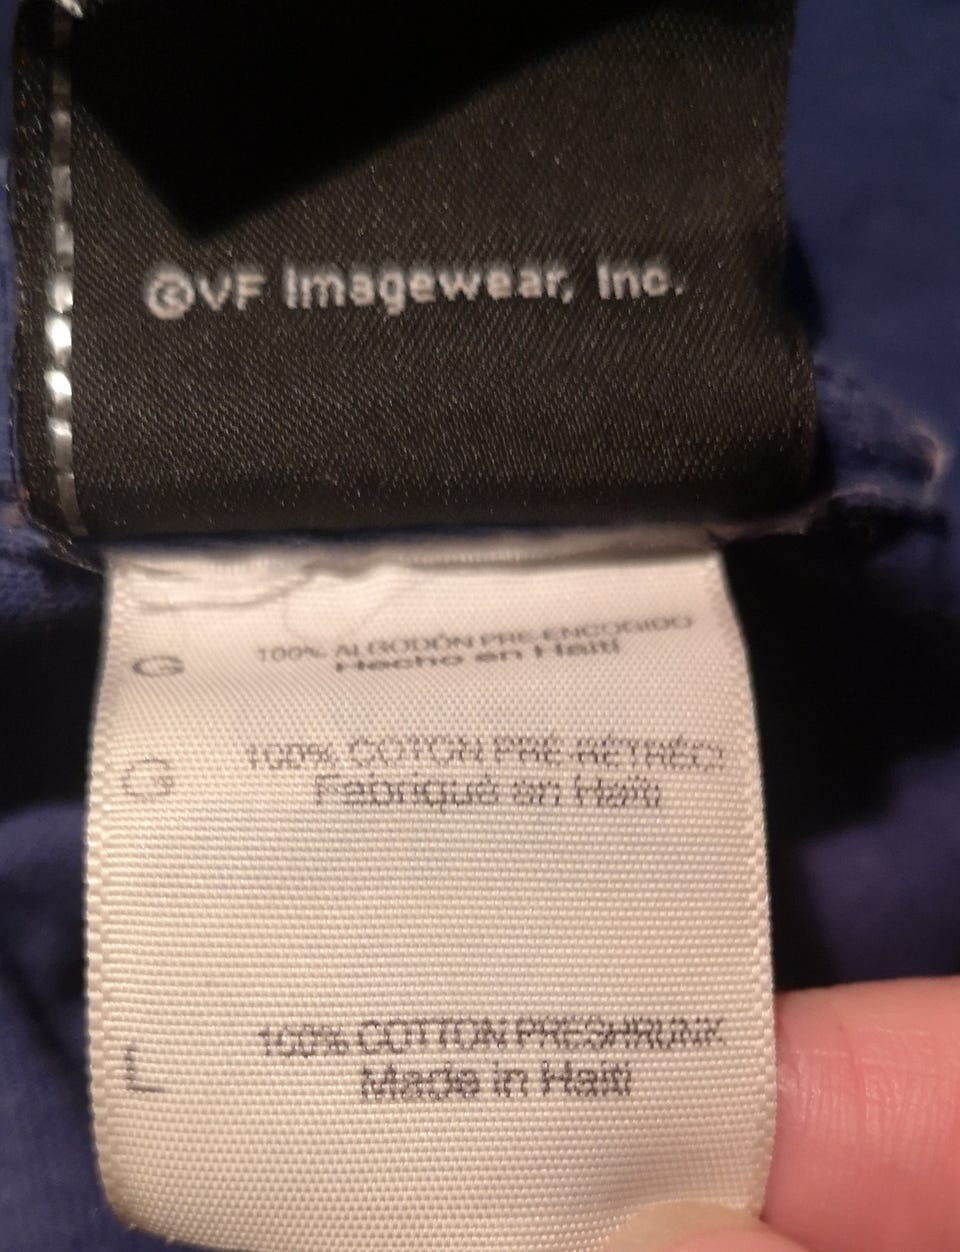 ©VF Imagewear, Inc.
G 100% ALGODÓN PRE-ENCOGIDO
Hecho en Haití
G 100% COTON PRÉ-RÉTRÉCI
Fabriqué en Haïti
L 100% COTTON PRESHRUNK
Made in Haiti